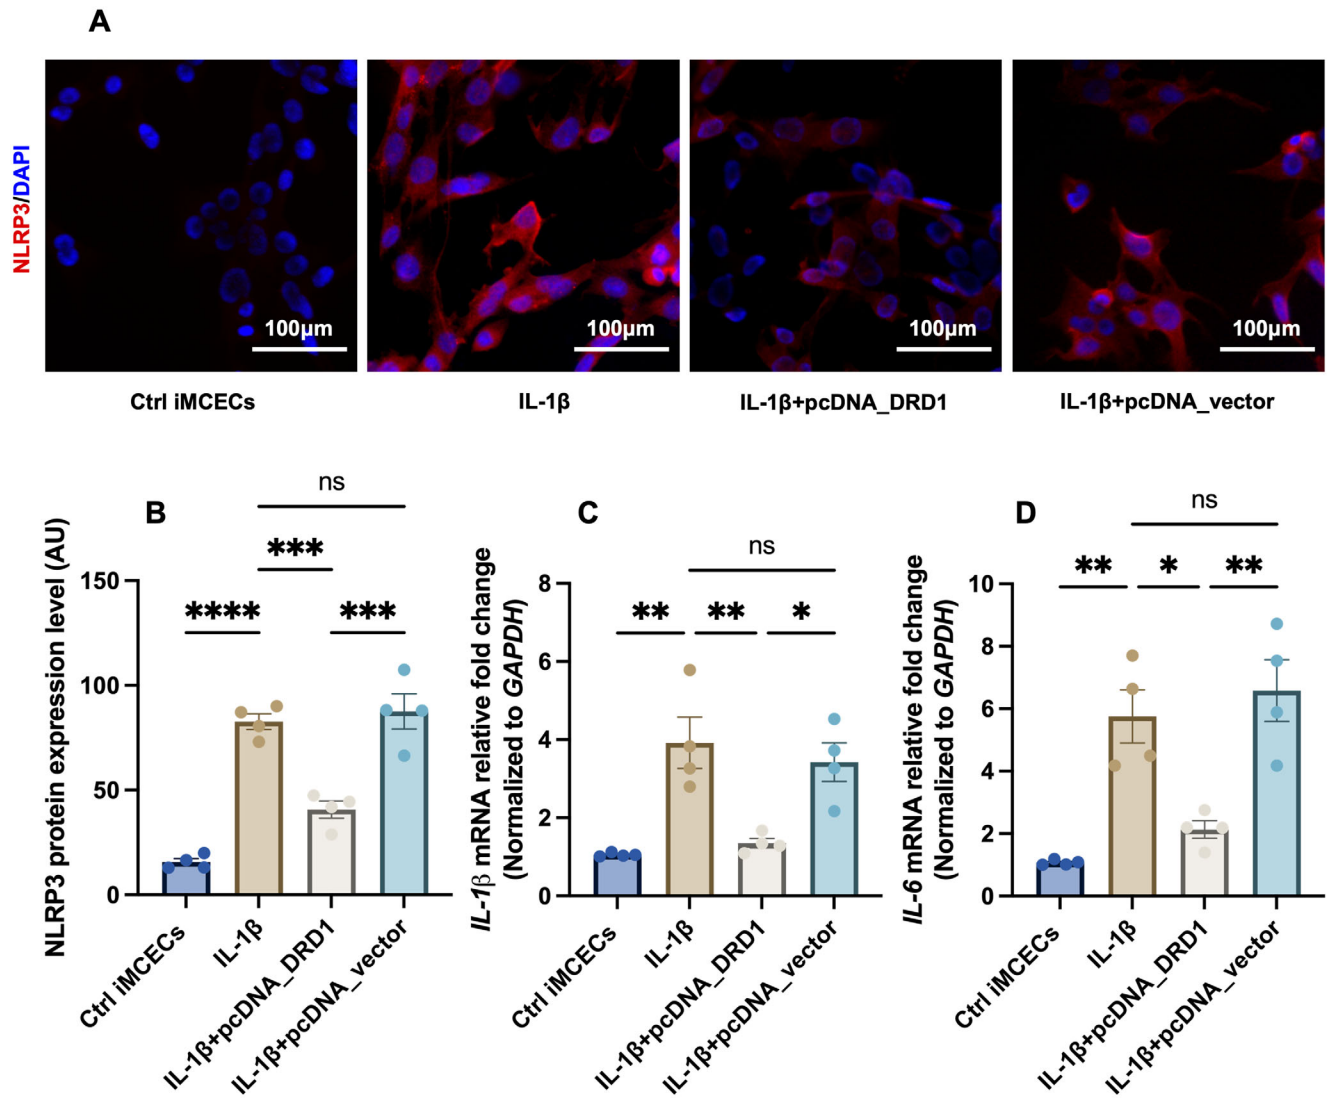 A
NLRP3/DAPI
100µm
100µm
100µm
100µm
Ctrl iMCECs
IL-1β
IL-1β+pcDNA_DRD1
IL-1β+pcDNA_vector
B
NLRP3 protein expression level (AU)
ns
***
****
***
150
100
50
0
Ctrl iMCECs
IL-1β
IL-1β+pcDNA_DRD1
IL-1β+pcDNA_vector
C
IL-1β mRNA relative fold change
(Normalized to GAPDH)
ns
**
**
*
8
6
4
2
0
Ctrl iMCECs
IL-1β
IL-1β+pcDNA_DRD1
IL-1β+pcDNA_vector
D
IL-6 mRNA relative fold change
(Normalized to GAPDH)
ns
**
*
**
10
8
6
4
2
0
Ctrl iMCECs
IL-1β
IL-1β+pcDNA_DRD1
IL-1β+pcDNA_vector